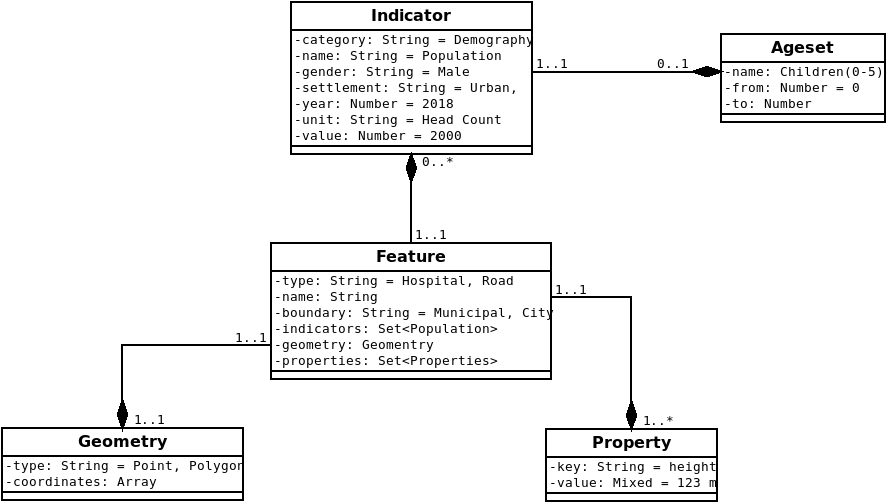 Indicator
-category: String = Demography
-name: String = Population
-gender: String = Male
-settlement: String = Urban,
-year: Number = 2018
-unit: String = Head Count
-value: Number = 2000
1..1
0..1
Ageset
-name: Children(0-5)
-from: Number = 0
-to: Number
0..*
1..1
Feature
-type: String = Hospital, Road
-name: String
-boundary: String = Municipal, City
-indicators: Set<Population>
-geometry: Geomentry
-properties: Set<Properties>
1..1
1..1
1..1
1..*
Geometry
-type: String = Point, Polygon
-coordinates: Array
Property
-key: String = height
-value: Mixed = 123 m